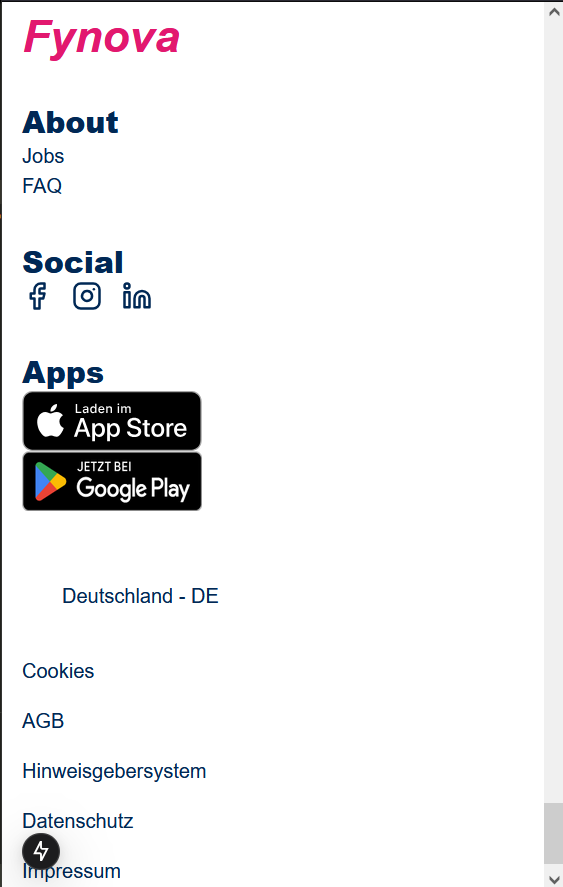 Fynova
About
Jobs
FAQ
Social
Apps
Laden im
App Store
JETZT BEI
Google Play
Deutschland - DE
Cookies
AGB
Hinweisgebersystem
Datenschutz
Impressum